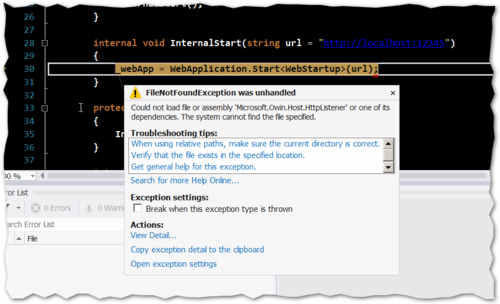 26 }
27
28 internal void InternalStart(string url = "http://localhost:12345")
29 {
30 _webApp = WebApplication.Start<WebStartup>(url);
31 }
FileNotFoundException was unhandled
Could not load file or assembly 'Microsoft.Owin.Host.HttpListener' or one of its
dependencies. The system cannot find the file specified.
Troubleshooting tips:
When using relative paths, make sure the current directory is correct.
Verify that the file exists in the specified location.
Get general help for this exception.
Search for more Help Online...
Exception settings:
Break when this exception type is thrown
Actions:
View Detail...
Copy exception detail to the clipboard
Open exception settings
32
33 prote
34 {
35 In
36 }
37
00 %
Error List
0 Errors
0 Warni
arch Error List
File